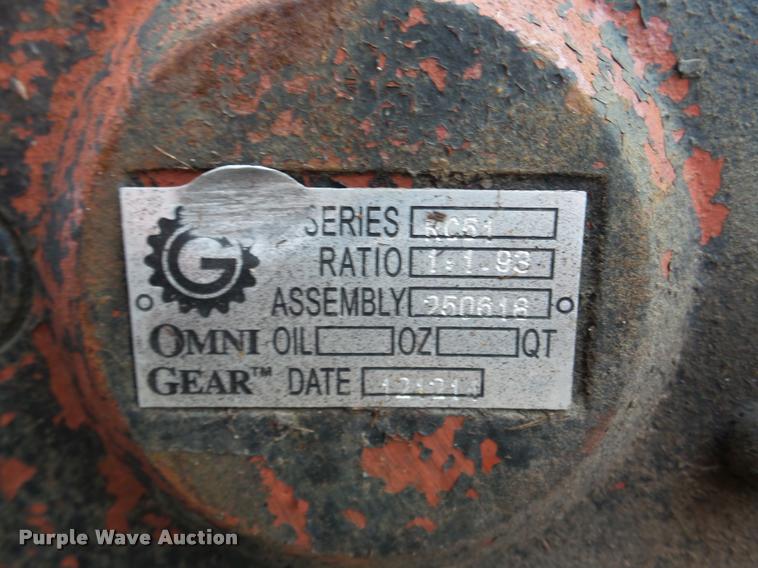 SERIES RC51
RATIO 1:1.93
ASSEMBLY 250618
OMNI OIL OZ QT
GEAR™ DATE
Purple Wave Auction